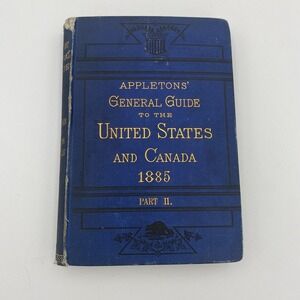 APPLETONS'
GENERAL GUIDE
TO THE
UNITED STATES
AND CANADA
1885
PART II.